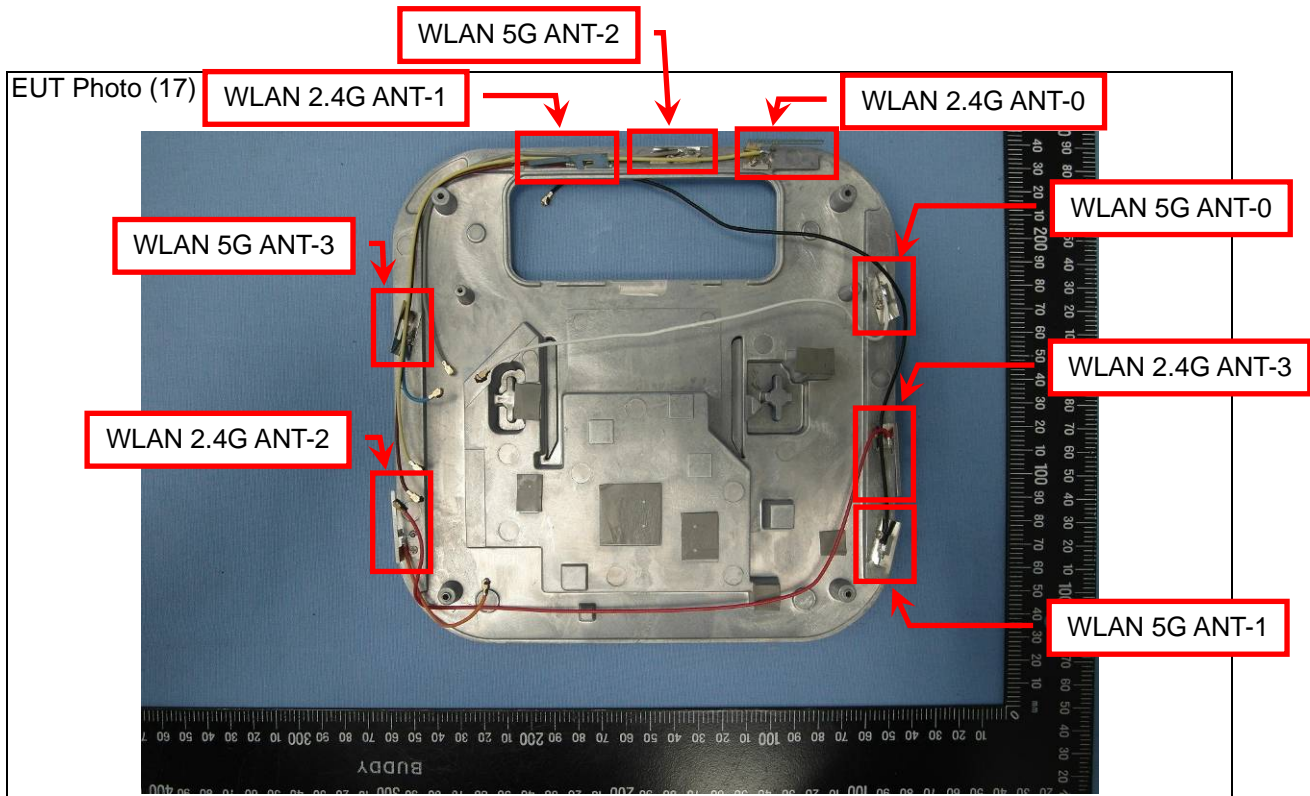 WLAN 5G ANT-2
EUT Photo (17)
WLAN 2.4G ANT-1
WLAN 2.4G ANT-0
WLAN 5G ANT-0
WLAN 5G ANT-3
WLAN 2.4G ANT-3
WLAN 2.4G ANT-2
WLAN 5G ANT-1
BUDDY